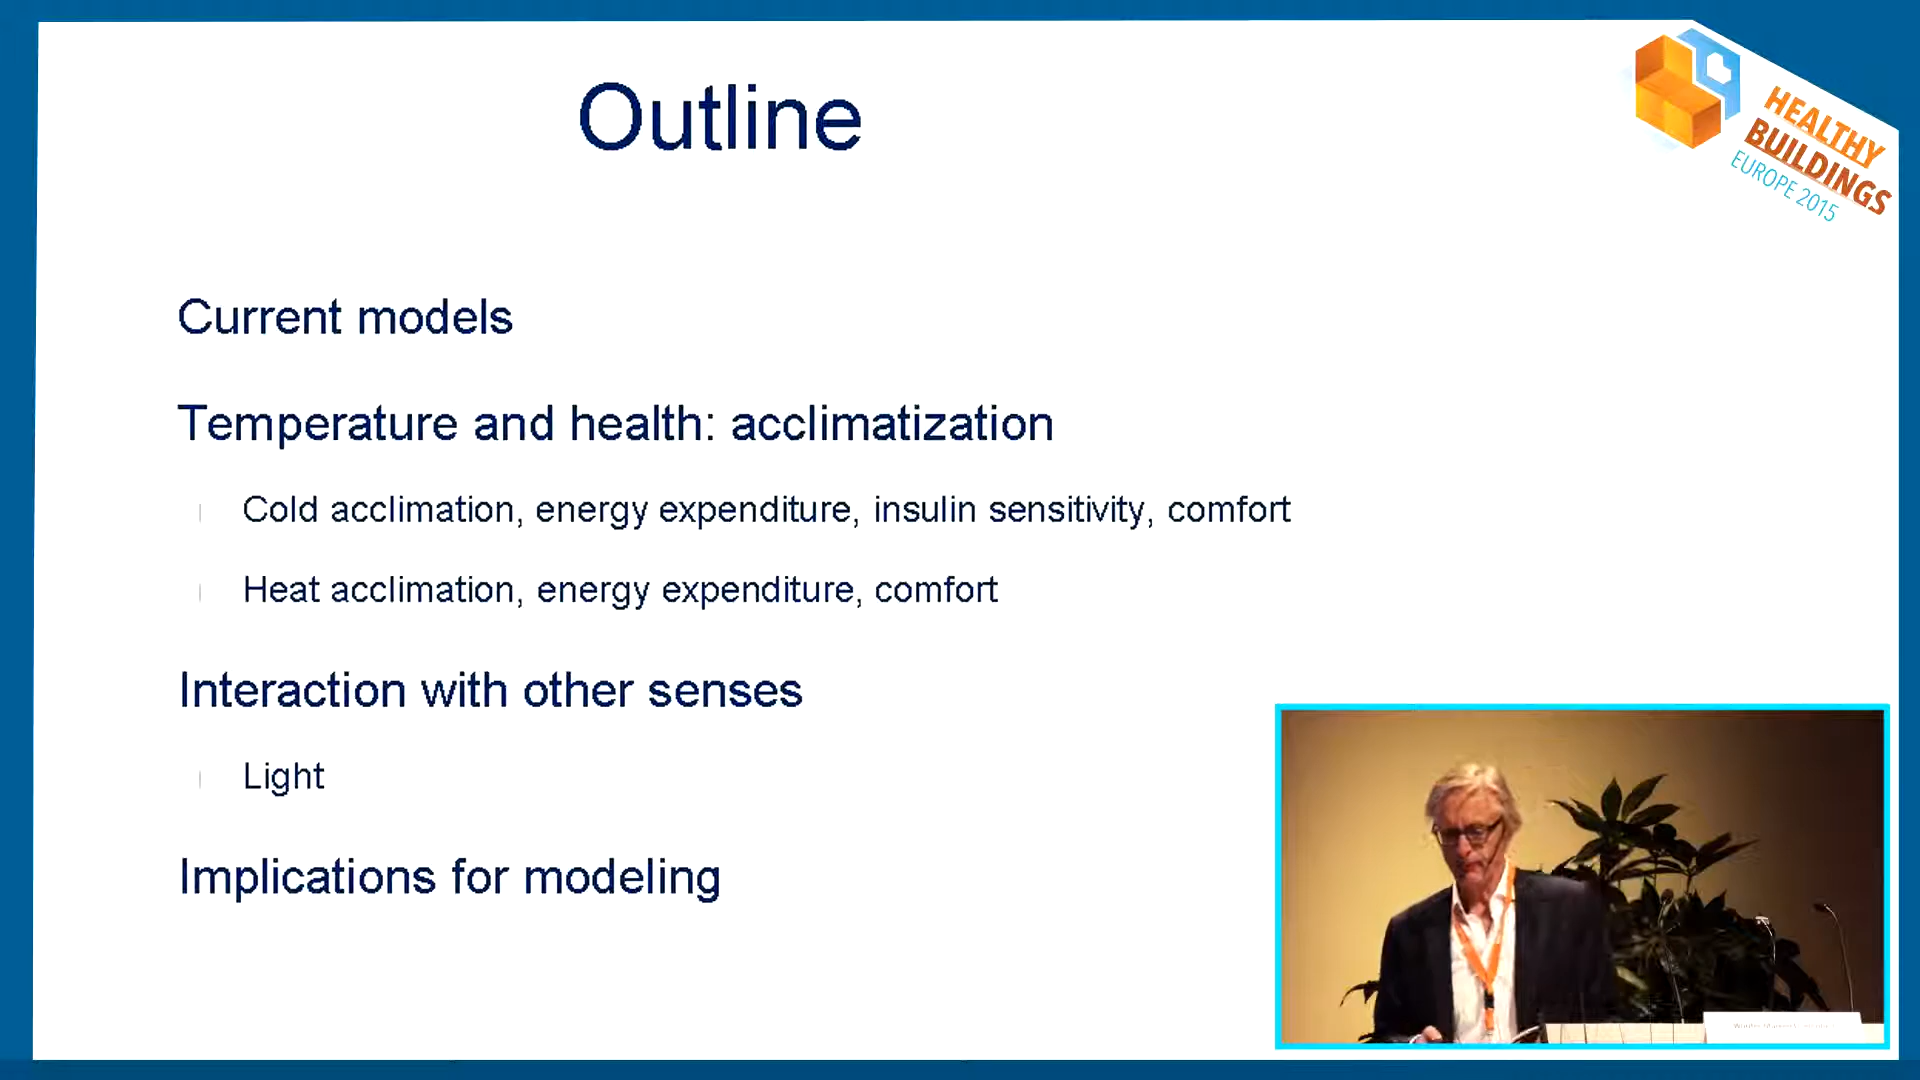 Outline
HEALTHY
BUILDINGS
EUROPE 2015
Current models
Temperature and health: acclimatization
Cold acclimation, energy expenditure, insulin sensitivity, comfort
Heat acclimation, energy expenditure, comfort
Interaction with other senses
Light
Implications for modeling